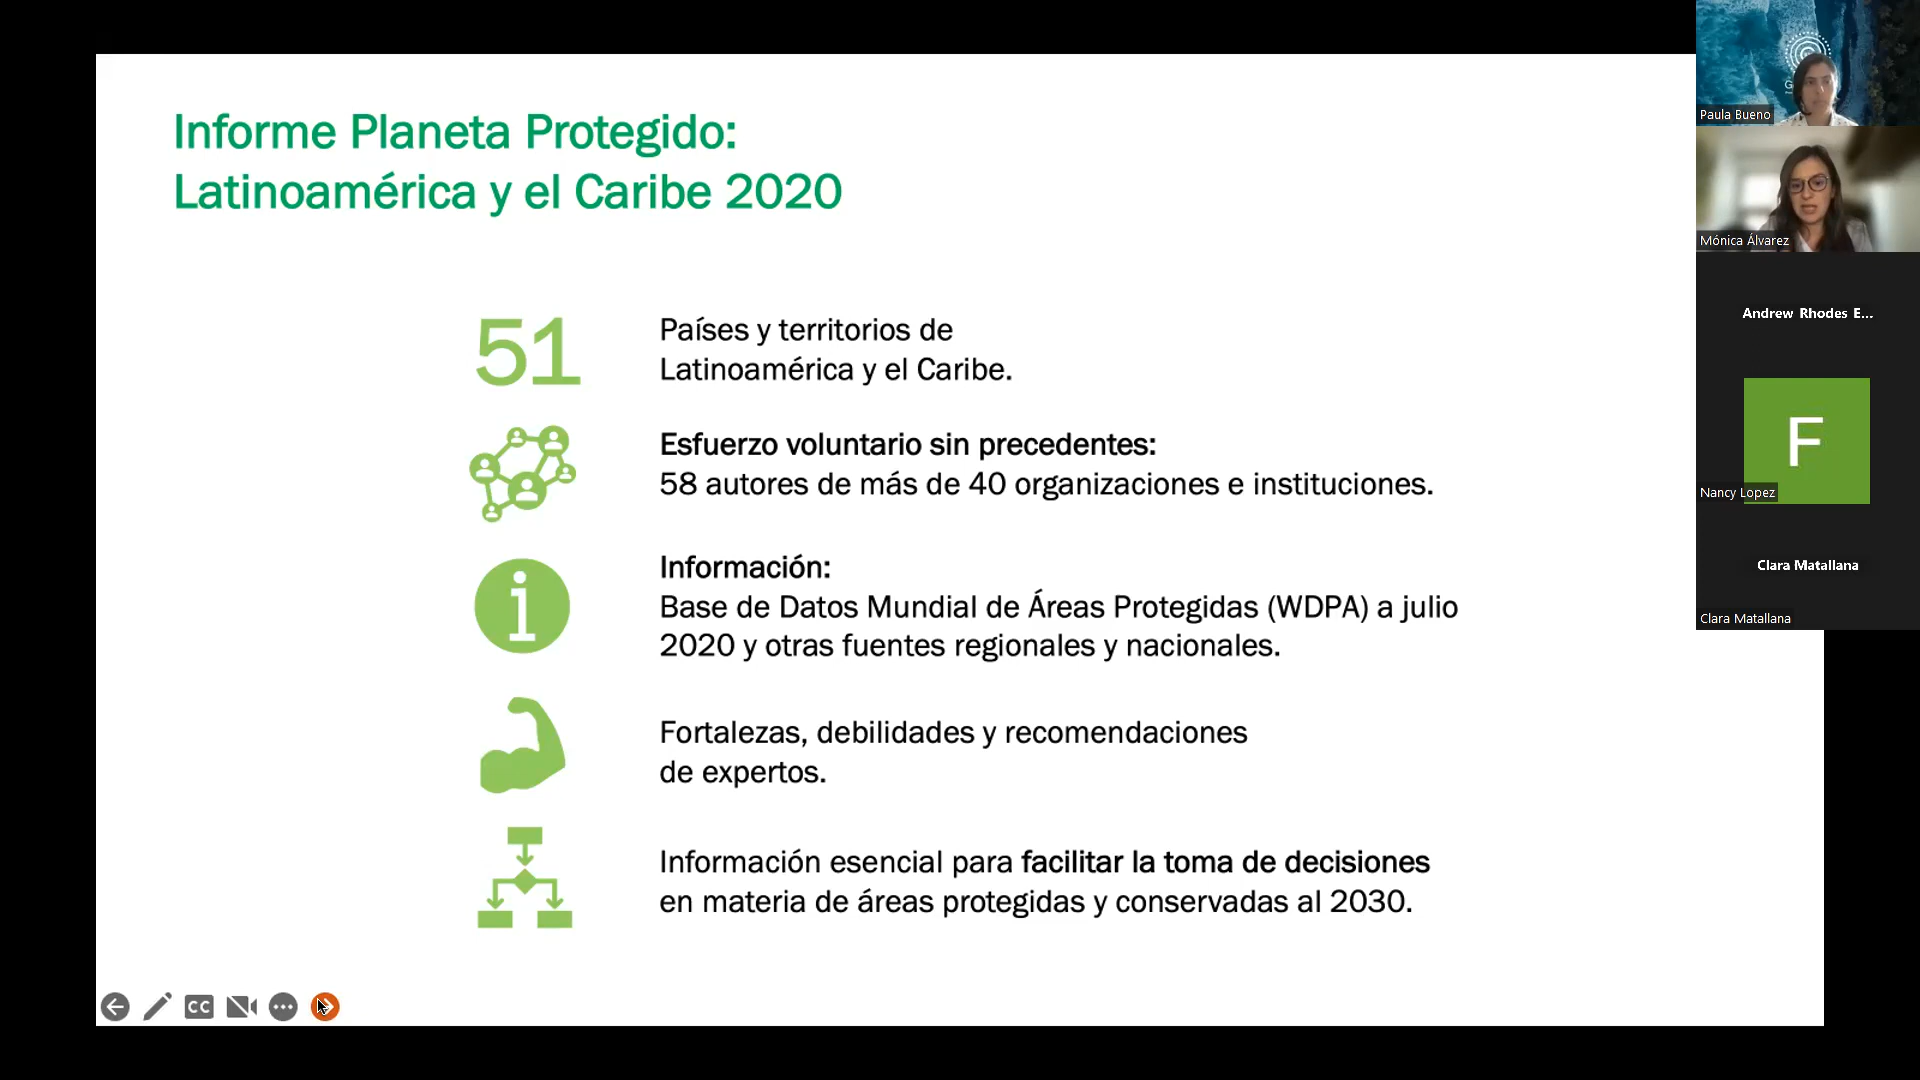 Informe Planeta Protegido:
Latinoamérica y el Caribe 2020
51
Países y territorios de
Latinoamérica y el Caribe.
Esfuerzo voluntario sin precedentes:
58 autores de más de 40 organizaciones e instituciones.
i
Información:
Base de Datos Mundial de Áreas Protegidas (WDPA) a julio
2020 y otras fuentes regionales y nacionales.
Fortalezas, debilidades y recomendaciones
de expertos.
Información esencial para facilitar la toma de decisiones
en materia de áreas protegidas y conservadas al 2030.
CC
Paula Bueno
Mónica Álvarez
Andrew Rhodes E...
F
Nancy Lopez
Clara Matallana
Clara Matallana